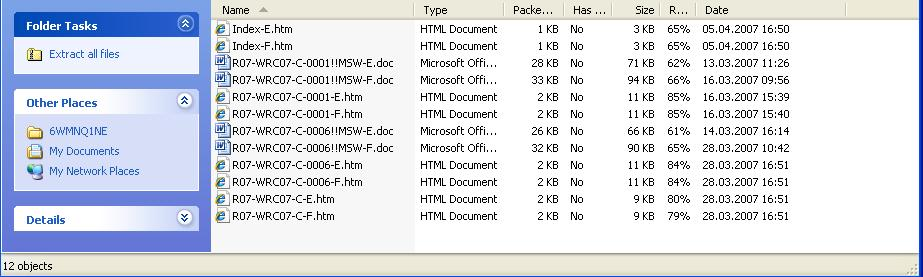 Folder Tasks
Extract all files
Other Places
6WMNQ1NE
My Documents
My Network Places
Details
Name Type Packe... Has ... Size R... Date
Index-E.htm HTML Document 1 KB No 3 KB 65% 05.04.2007 16:50
Index-F.htm HTML Document 1 KB No 3 KB 65% 05.04.2007 16:50
R07-WRC07-C-0001!!MSW-E.doc Microsoft Offi... 28 KB No 71 KB 62% 13.03.2007 11:26
R07-WRC07-C-0001!!MSW-F.doc Microsoft Offi... 33 KB No 94 KB 66% 16.03.2007 09:56
R07-WRC07-C-0001-E.htm HTML Document 2 KB No 11 KB 85% 16.03.2007 15:39
R07-WRC07-C-0001-F.htm HTML Document 2 KB No 11 KB 85% 16.03.2007 15:40
R07-WRC07-C-0006!!MSW-E.doc Microsoft Offi... 26 KB No 66 KB 61% 14.03.2007 16:14
R07-WRC07-C-0006!!MSW-F.doc Microsoft Offi... 32 KB No 90 KB 65% 28.03.2007 10:42
R07-WRC07-C-0006-E.htm HTML Document 2 KB No 11 KB 84% 28.03.2007 16:51
R07-WRC07-C-0006-F.htm HTML Document 2 KB No 11 KB 84% 28.03.2007 16:51
R07-WRC07-C-E.htm HTML Document 2 KB No 9 KB 80% 28.03.2007 16:51
R07-WRC07-C-F.htm HTML Document 2 KB No 9 KB 79% 28.03.2007 16:51
12 objects